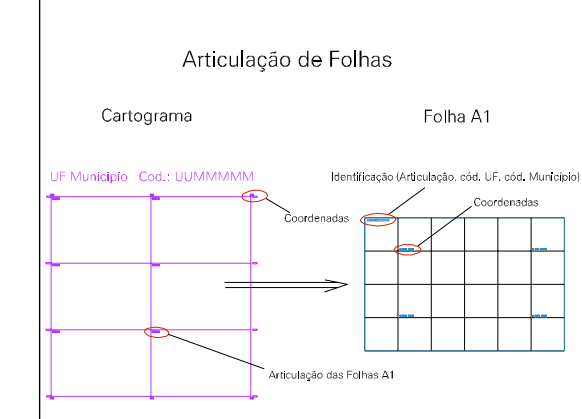 Articulação de Folhas
Cartograma
Folha A1
UF Municipio Cod.: UUMMMMM
Identificação (Articulação, cód. UF, cód. Município)
Coordenadas
Coordenadas
Articulação das Folhas A1